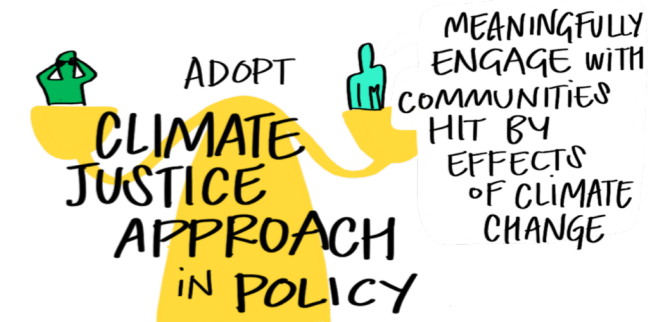 ADOPT
CLIMATE
JUSTICE
APPROACH
iN POLICY
MEANINGFULLY
ENGAGE WiTH
COMMUNITIES
HIT BY
EFFECTS
OF CLIMATE
CHANGE